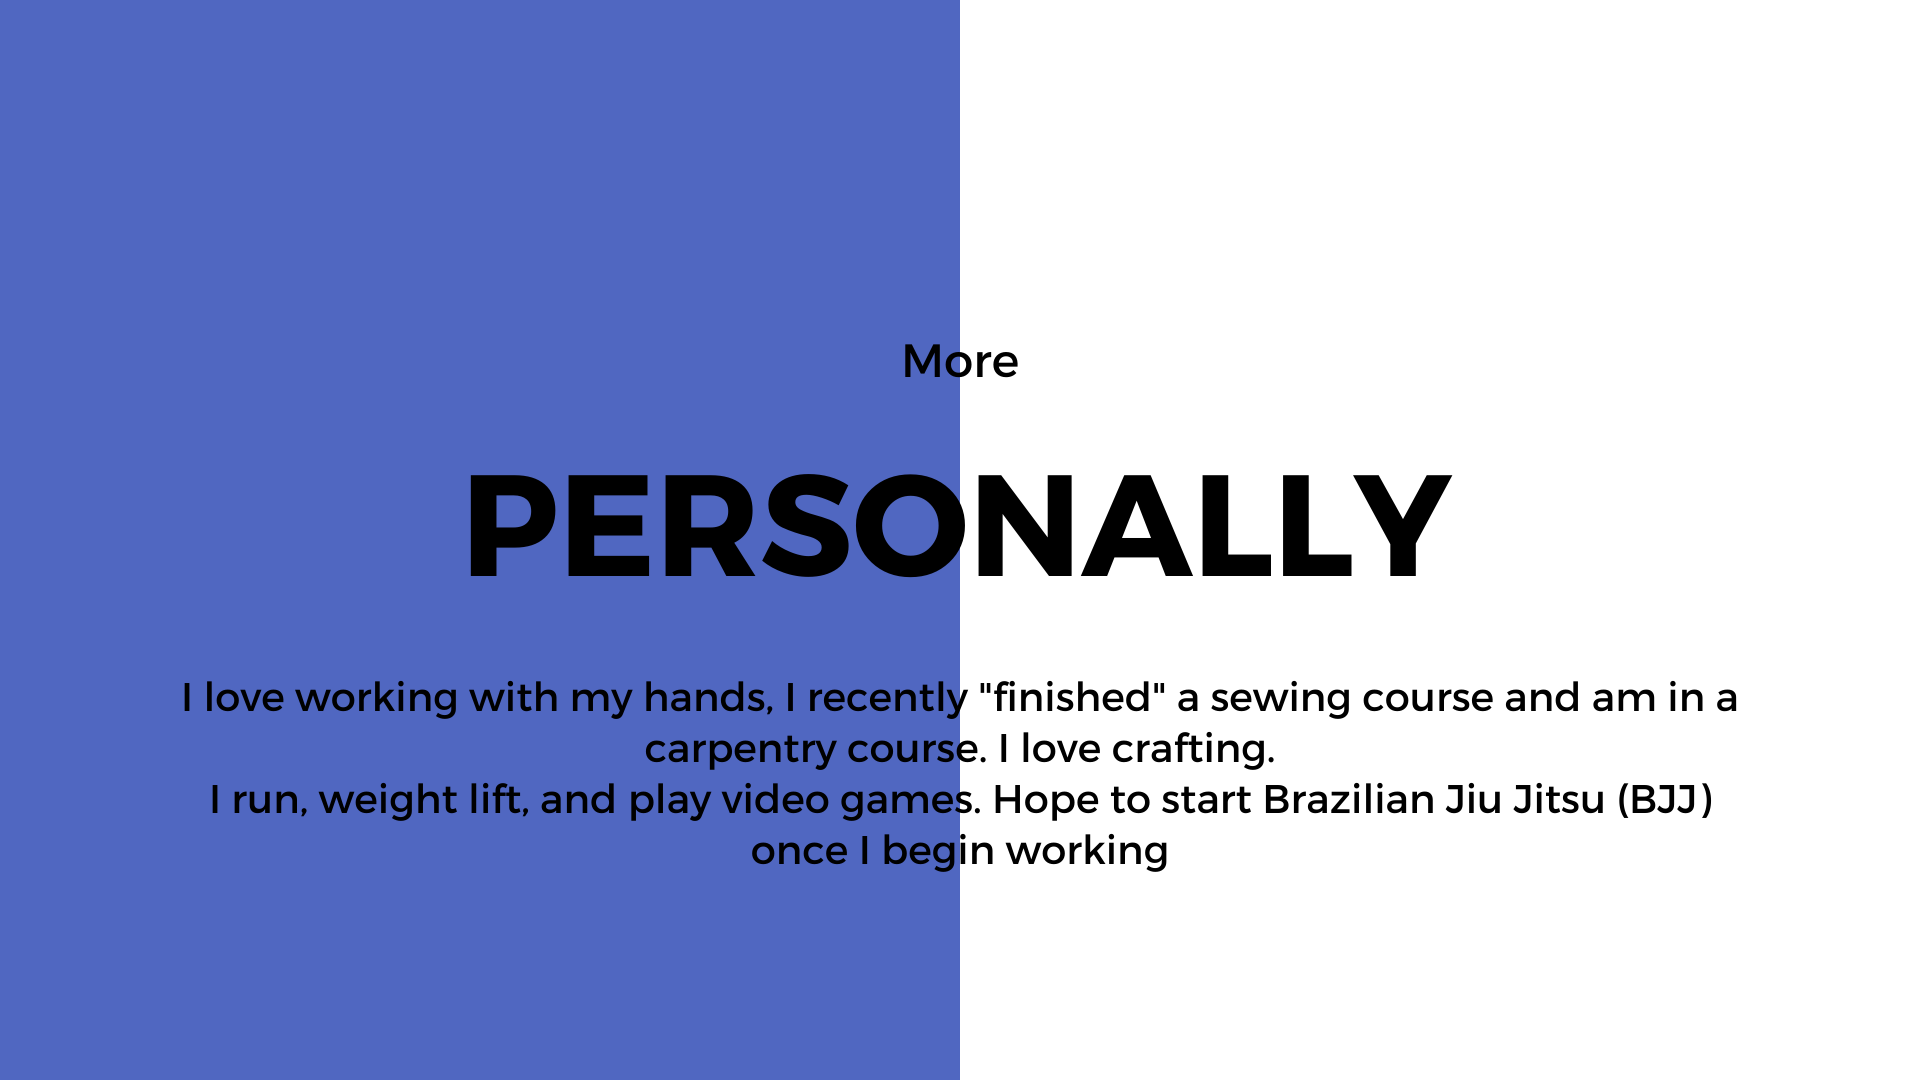 More
PERSONALLY
I love working with my hands, I recently "finished" a sewing course and am in a
carpentry course. I love crafting.
I run, weight lift, and play video games. Hope to start Brazilian Jiu Jitsu (BJJ)
once I begin working